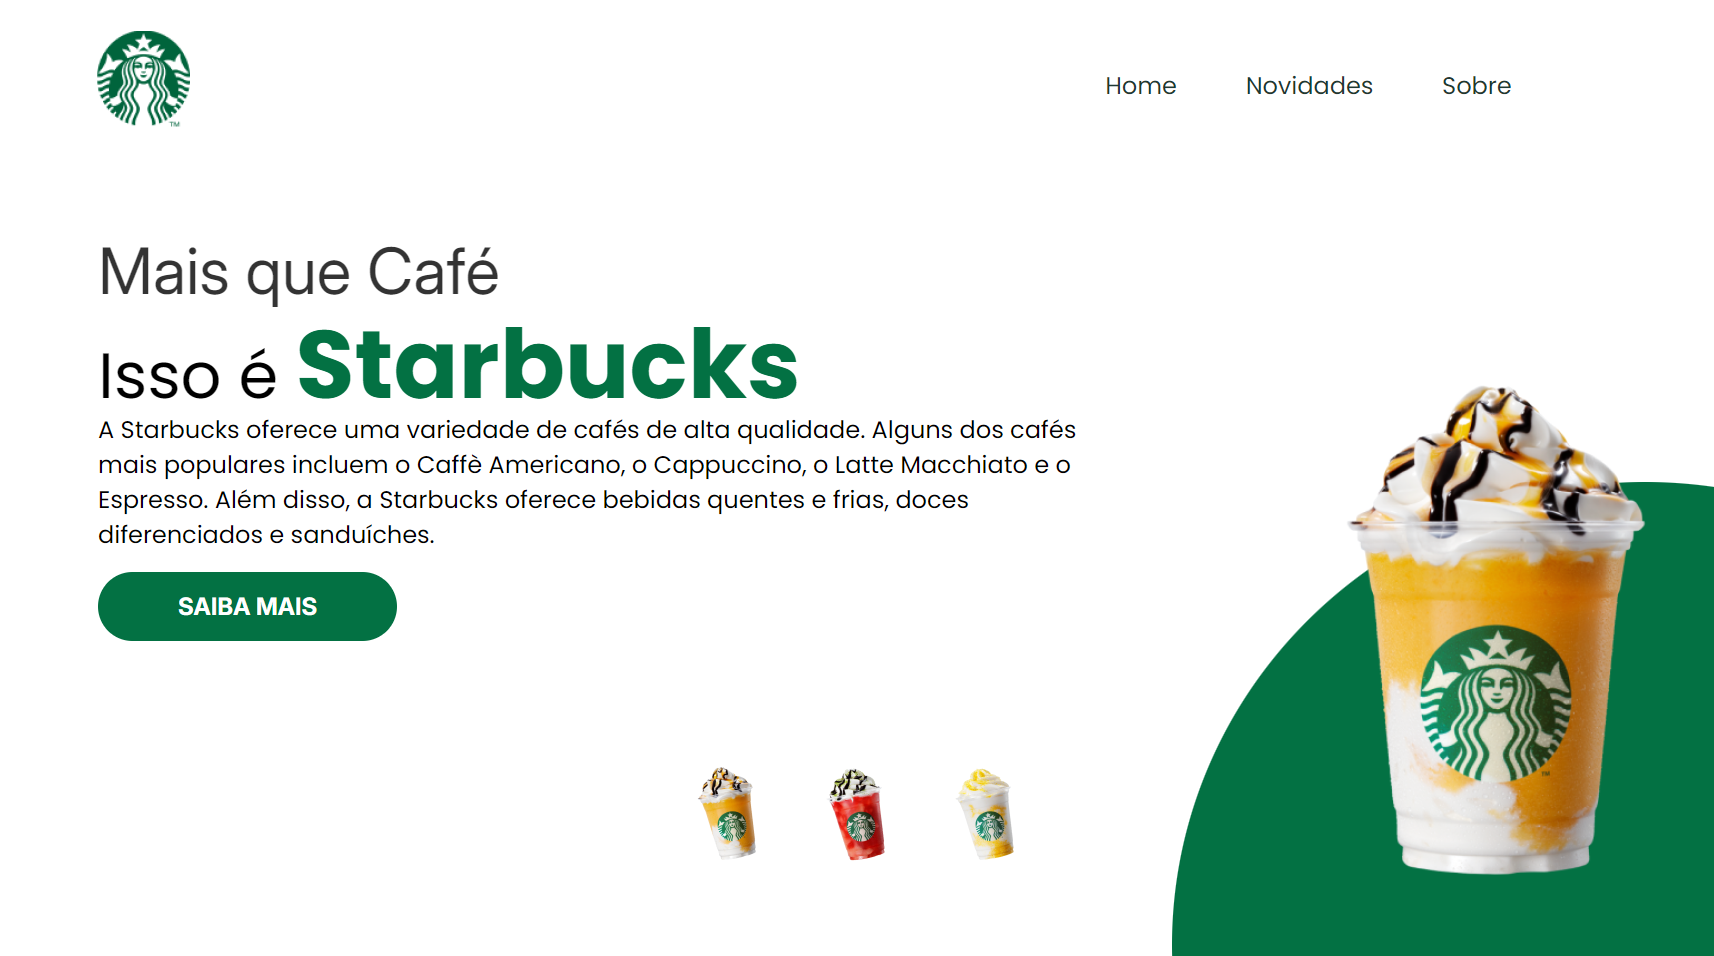 Home Novidades Sobre
Mais que Café
Isso é Starbucks
A Starbucks oferece uma variedade de cafés de alta qualidade. Alguns dos cafés
mais populares incluem o Caffè Americano, o Cappuccino, o Latte Macchiato e o
Espresso. Além disso, a Starbucks oferece bebidas quentes e frias, doces
diferenciados e sanduíches.
SAIBA MAIS
TM
TM